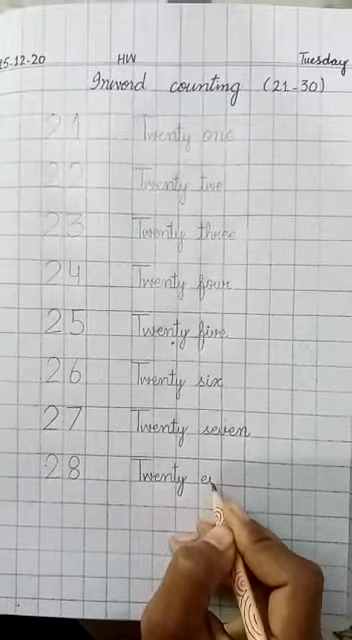 15.12.20 HW Tuesday
Inword counting (21-30)
21 Twenty one
22 Twenty two
23 Twenty three
24 Twenty four
25 Twenty five
26 Twenty six
27 Twenty seven
28 Twenty e